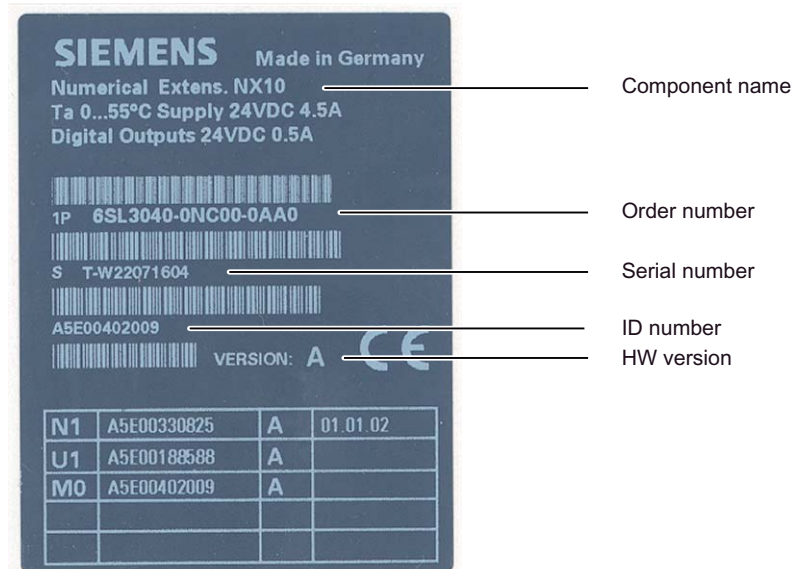 SIEMENS Made in Germany
Numerical Extens. NX10
Component name
Ta 0...55°C Supply 24VDC 4.5A
Digital Outputs 24VDC 0.5A
1P 6SL3040-0NC00-0AA0
Order number
S T-W22071604
Serial number
A5E00402009
ID number
VERSION: A CE
HW version
N1 A5E00330825 A 01.01.02
U1 A5E00188588 A
M0 A5E00402009 A